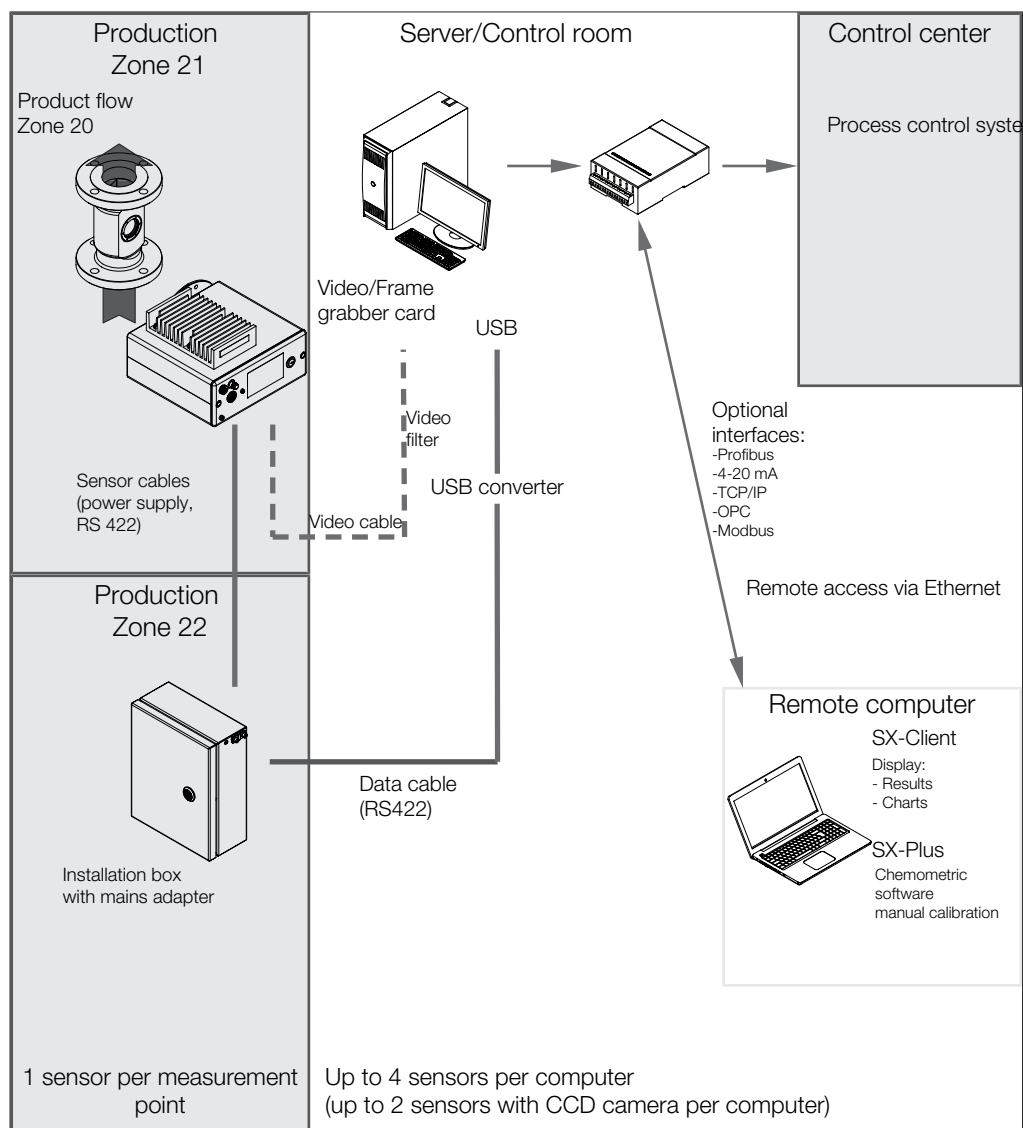 Production
Zone 21
Product flow
Zone 20
Sensor cables
(power supply,
RS 422)
Video cable
Production
Zone 22
Installation box
with mains adapter
1 sensor per measurement
point
Server/Control room
Video/Frame
grabber card
USB
Video
filter
USB converter
Data cable
(RS422)
Up to 4 sensors per computer
(up to 2 sensors with CCD camera per computer)
Control center
Process control syste
Optional
interfaces:
-Profibus
-4-20 mA
-TCP/IP
-OPC
-Modbus
Remote access via Ethernet
Remote computer
SX-Client
Display:
- Results
- Charts
SX-Plus
Chemometric
software
manual calibration